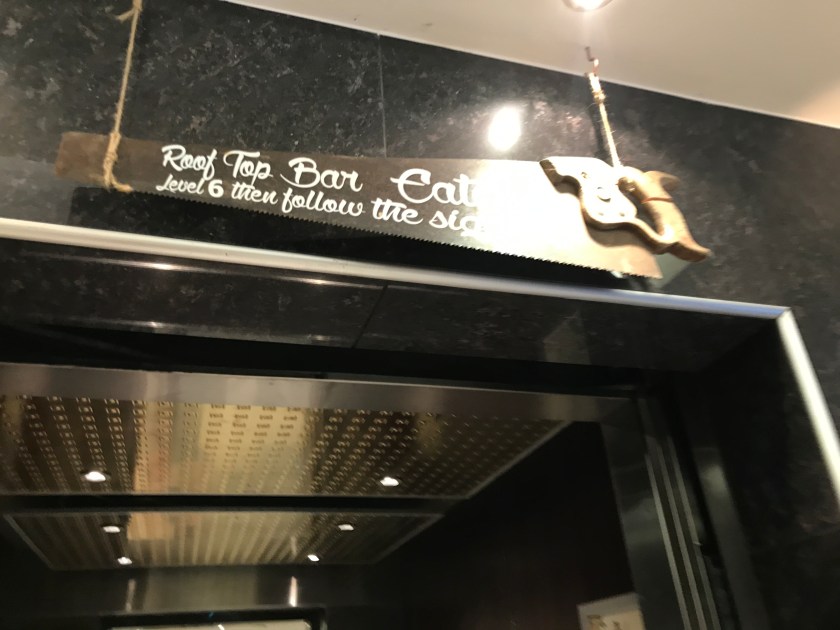 Roof Top Bar
Level 6 then follow the